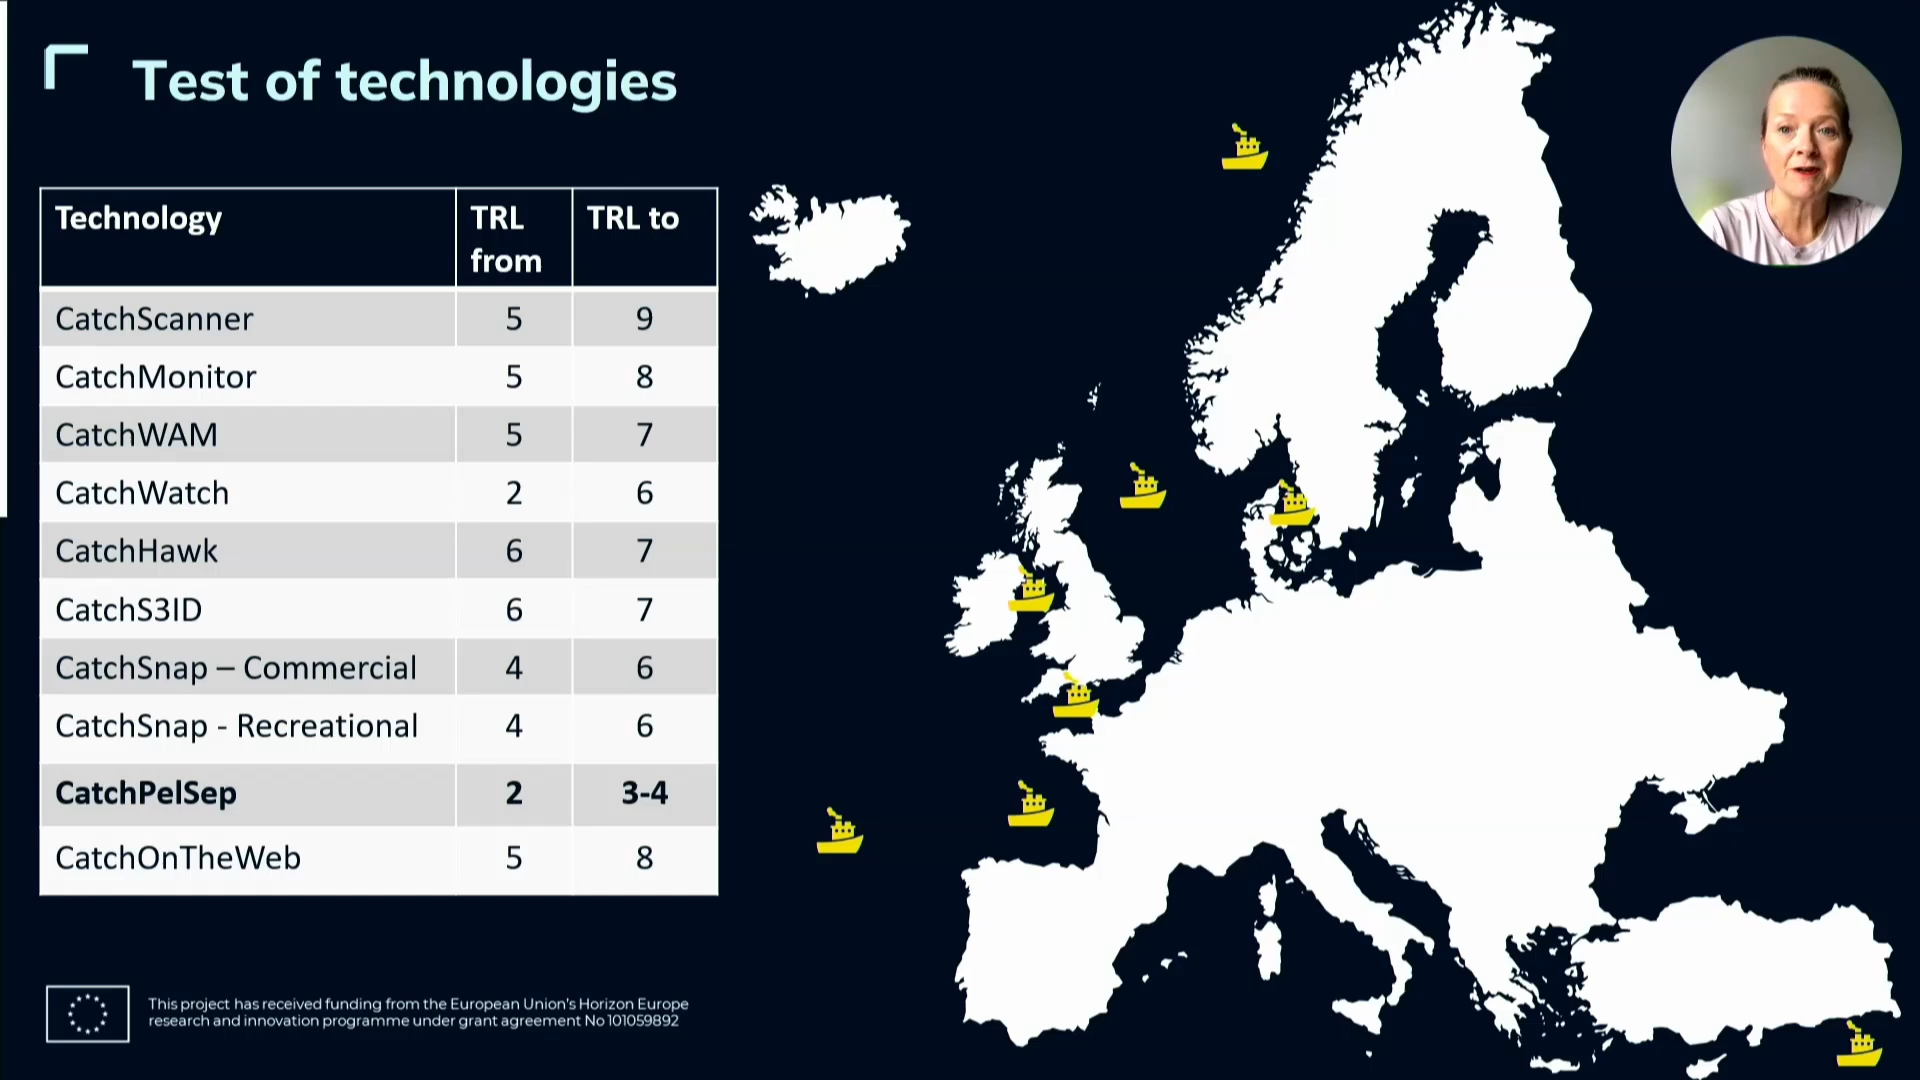 Test of technologies
Technology TRL from TRL to
CatchScanner 5 9
CatchMonitor 5 8
CatchWAM 5 7
CatchWatch 2 6
CatchHawk 6 7
CatchS3ID 6 7
CatchSnap – Commercial 4 6
CatchSnap - Recreational 4 6
CatchPelSep 2 3-4
CatchOnTheWeb 5 8
This project has received funding from the European Union's Horizon Europe
research and innovation programme under grant agreement No 101059892